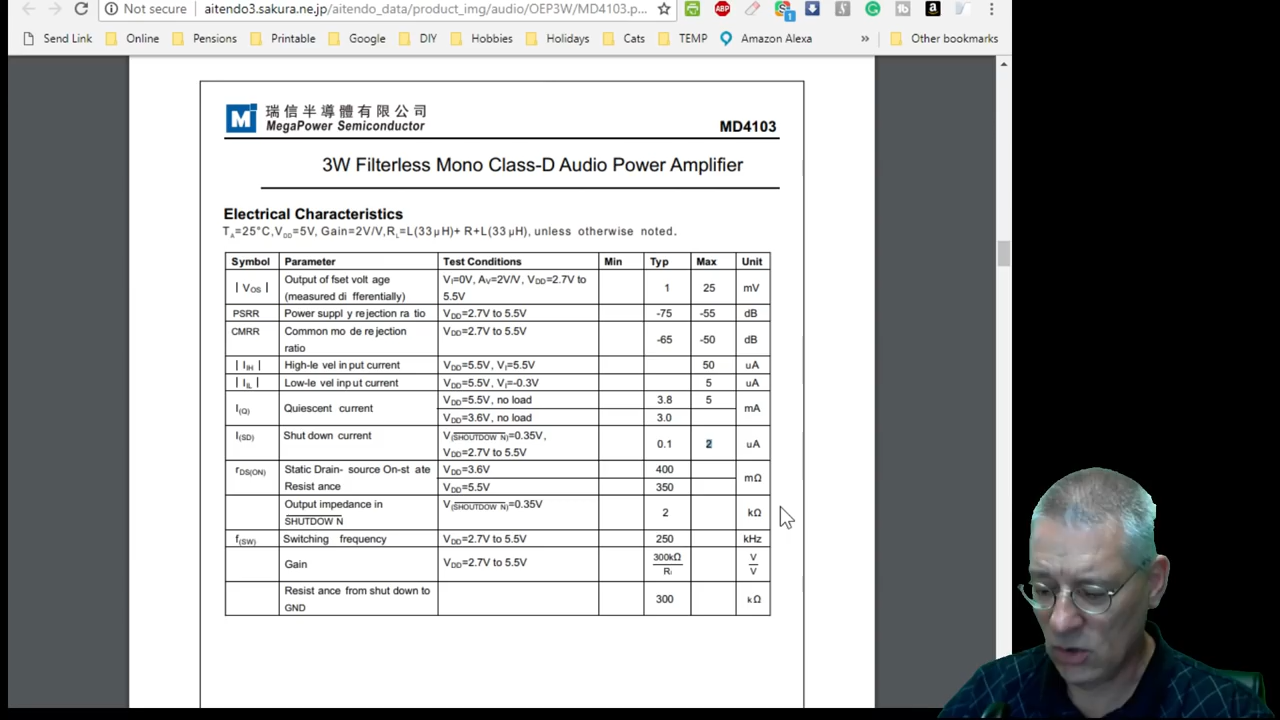 Not secure aitendo3.sakura.ne.jp/aitendo_data/product_img/audio/OEP3W/MD4103.p...
Send Link Online Pensions Printable Google DIY Hobbies Holidays Cats TEMP Amazon Alexa » Other bookmarks
瑞信半導體有限公司
MegaPower Semiconductor
MD4103
3W Filterless Mono Class-D Audio Power Amplifier
Electrical Characteristics
TA=25°C,VDD=5V, Gain=2V/V,RL=L(33μH)+ R+L(33μH), unless otherwise noted.
Symbol Parameter Test Conditions Min Typ Max Unit
| VOS | Output of fset volt age (measured di fferentially) VI=0V, AV=2V/V, VDD=2.7V to 5.5V 1 25 mV
PSRR Power suppl y rejection ra tio VDD=2.7V to 5.5V -75 -55 dB
CMRR Common mo de rejection ratio VDD=2.7V to 5.5V -65 -50 dB
| IIH | High-le vel in put current VDD=5.5V, VI=5.5V 50 uA
| IIL | Low-le vel inp ut current VDD=5.5V, VI=-0.3V 5 uA
I(Q) Quiescent current VDD=5.5V, no load 3.8 5 mA
VDD=3.6V, no load 3.0
I(SD) Shut down current V(SHOUTDOW N)=0.35V, VDD=2.7V to 5.5V 0.1 2 uA
rDS(ON) Static Drain- source On-st ate Resist ance VDD=3.6V 400 mΩ
VDD=5.5V 350
Output impedance in SHUTDOW N V(SHOUTDOW N)=0.35V 2 kΩ
f(SW) Switching frequency VDD=2.7V to 5.5V 250 kHz
Gain VDD=2.7V to 5.5V 300kΩ/Ri V/V
Resist ance from shut down to GND 300 kΩ